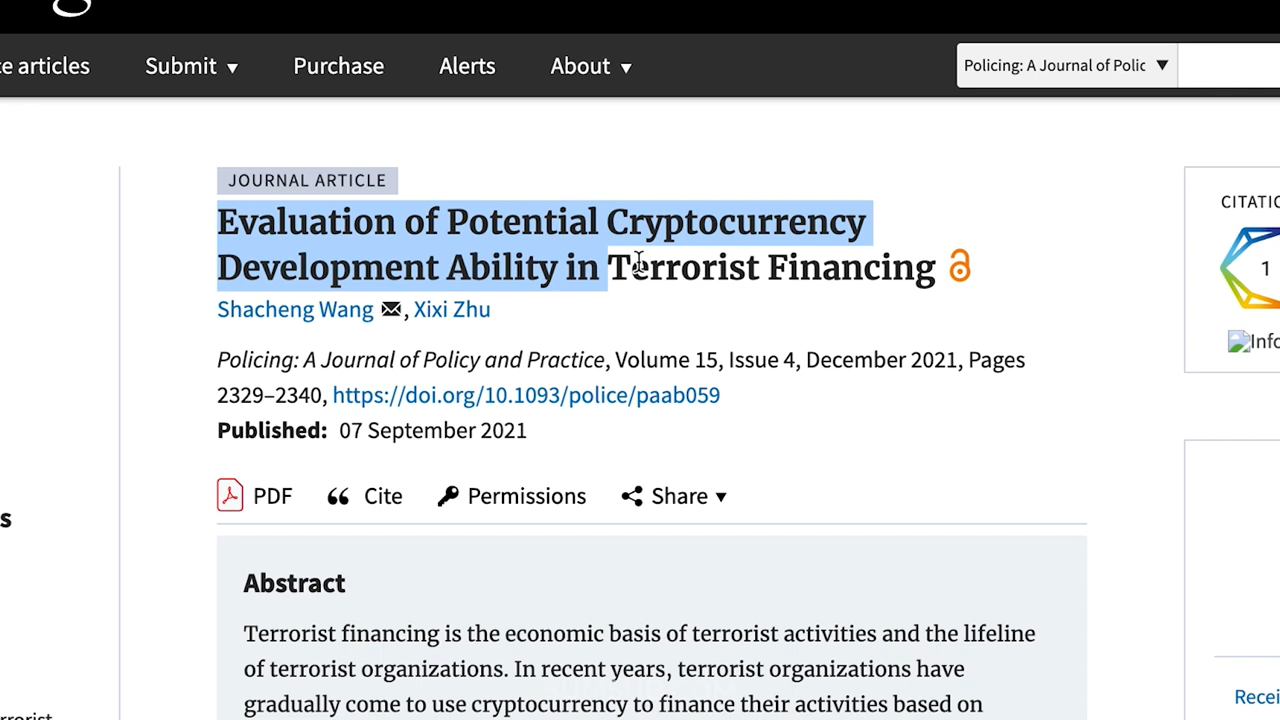 ce articles
Submit ▼
Purchase
Alerts
About ▼
Policing: A Journal of Polic ▼
JOURNAL ARTICLE
Evaluation of Potential Cryptocurrency
Development Ability in Terrorist Financing
Shacheng Wang, Xixi Zhu
Policing: A Journal of Policy and Practice, Volume 15, Issue 4, December 2021, Pages
2329–2340, https://doi.org/10.1093/police/paab059
Published: 07 September 2021
PDF
Cite
Permissions
Share ▼
Abstract
Terrorist financing is the economic basis of terrorist activities and the lifeline
of terrorist organizations. In recent years, terrorist organizations have
gradually come to use cryptocurrency to finance their activities based on
CITATIO
1
Info
Recei
s